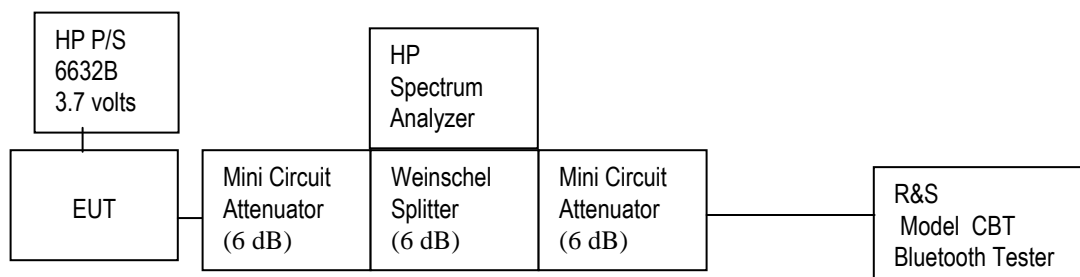 HP P/S
6632B
3.7 volts
HP
Spectrum
Analyzer
EUT
Mini Circuit
Attenuator
(6 dB)
Weinschel
Splitter
(6 dB)
Mini Circuit
Attenuator
(6 dB)
R&S
Model CBT
Bluetooth Tester